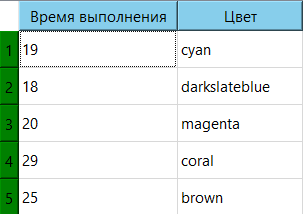 Время выполнения Цвет
1 19 cyan
2 18 darkslateblue
3 20 magenta
4 29 coral
5 25 brown